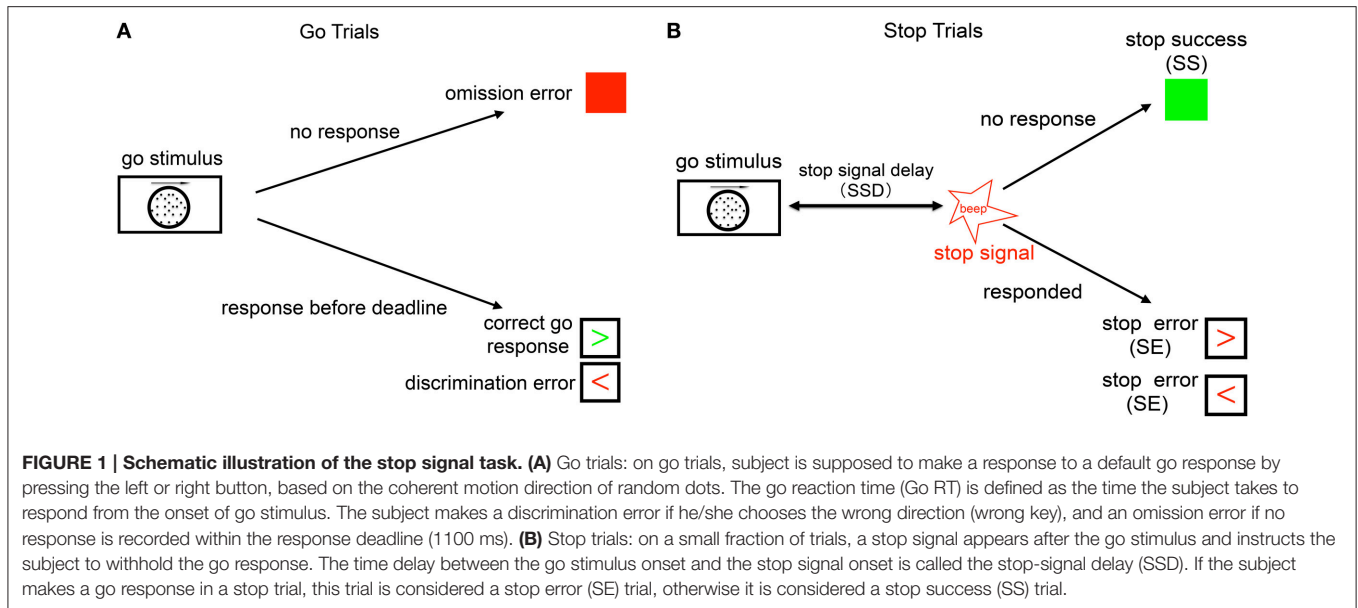 A
Go Trials
omission error
no response
go stimulus
response before deadline
correct go
response
>
discrimination error
<
B
Stop Trials
stop success
(SS)
no response
go stimulus
stop signal delay
（SSD）
beep
stop signal
responded
stop error
(SE)
>
stop error
(SE)
<
FIGURE 1 | Schematic illustration of the stop signal task. (A) Go trials: on go trials, subject is supposed to make a response to a default go response by
pressing the left or right button, based on the coherent motion direction of random dots. The go reaction time (Go RT) is defined as the time the subject takes to
respond from the onset of go stimulus. The subject makes a discrimination error if he/she chooses the wrong direction (wrong key), and an omission error if no
response is recorded within the response deadline (1100 ms). (B) Stop trials: on a small fraction of trials, a stop signal appears after the go stimulus and instructs the
subject to withhold the go response. The time delay between the go stimulus onset and the stop signal onset is called the stop-signal delay (SSD). If the subject
makes a go response in a stop trial, this trial is considered a stop error (SE) trial, otherwise it is considered a stop success (SS) trial.